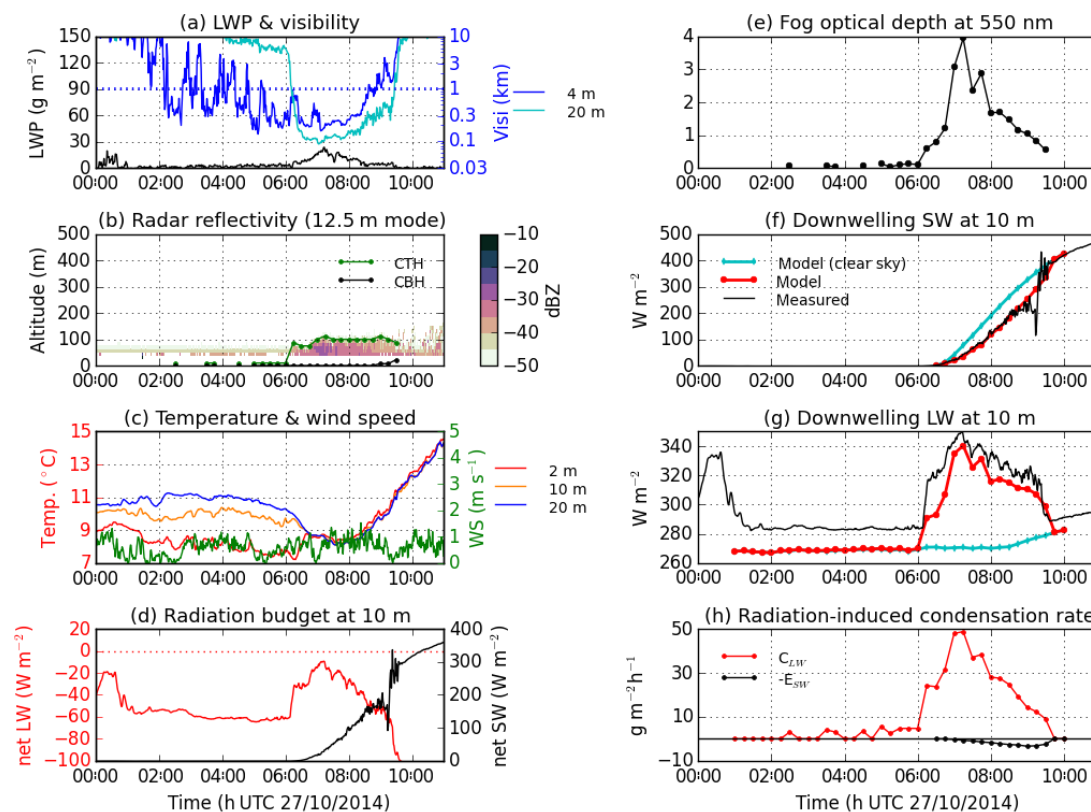 (a) LWP & visibility
LWP (g m⁻²)
150
120
90
60
30
0
10
5
1
0.5
0.3
0.1
0.03
Visi (km)
4 m
20 m
00:00 02:00 04:00 06:00 08:00 10:00
(b) Radar reflectivity (12.5 m mode)
Altitude (m)
500
400
300
200
100
0
CTH
CBH
−10
−20
−30
−40
−50
dBZ
00:00 02:00 04:00 06:00 08:00 10:00
(c) Temperature & wind speed
Temp. (°C)
15
13
11
9
7
5
4
3
2
1
0
WS (m s⁻¹)
2 m
10 m
20 m
00:00 02:00 04:00 06:00 08:00 10:00
(d) Radiation budget at 10 m
net LW (W m⁻²)
20
0
−20
−40
−60
−80
−100
400
300
200
100
0
net SW (W m⁻²)
00:00 02:00 04:00 06:00 08:00 10:00
Time (h UTC 27/10/2014)
(e) Fog optical depth at 550 nm
4
3
2
1
0
00:00 02:00 04:00 06:00 08:00 10:00
(f) Downwelling SW at 10 m
W m⁻²
500
400
300
200
100
0
Model (clear sky)
Model
Measured
00:00 02:00 04:00 06:00 08:00 10:00
(g) Downwelling LW at 10 m
W m⁻²
340
320
300
280
260
00:00 02:00 04:00 06:00 08:00 10:00
(h) Radiation-induced condensation rate
g m⁻²h⁻¹
50
40
30
20
10
0
−10
C_LW
-E_SW
00:00 02:00 04:00 06:00 08:00 10:00
Time (h UTC 27/10/2014)